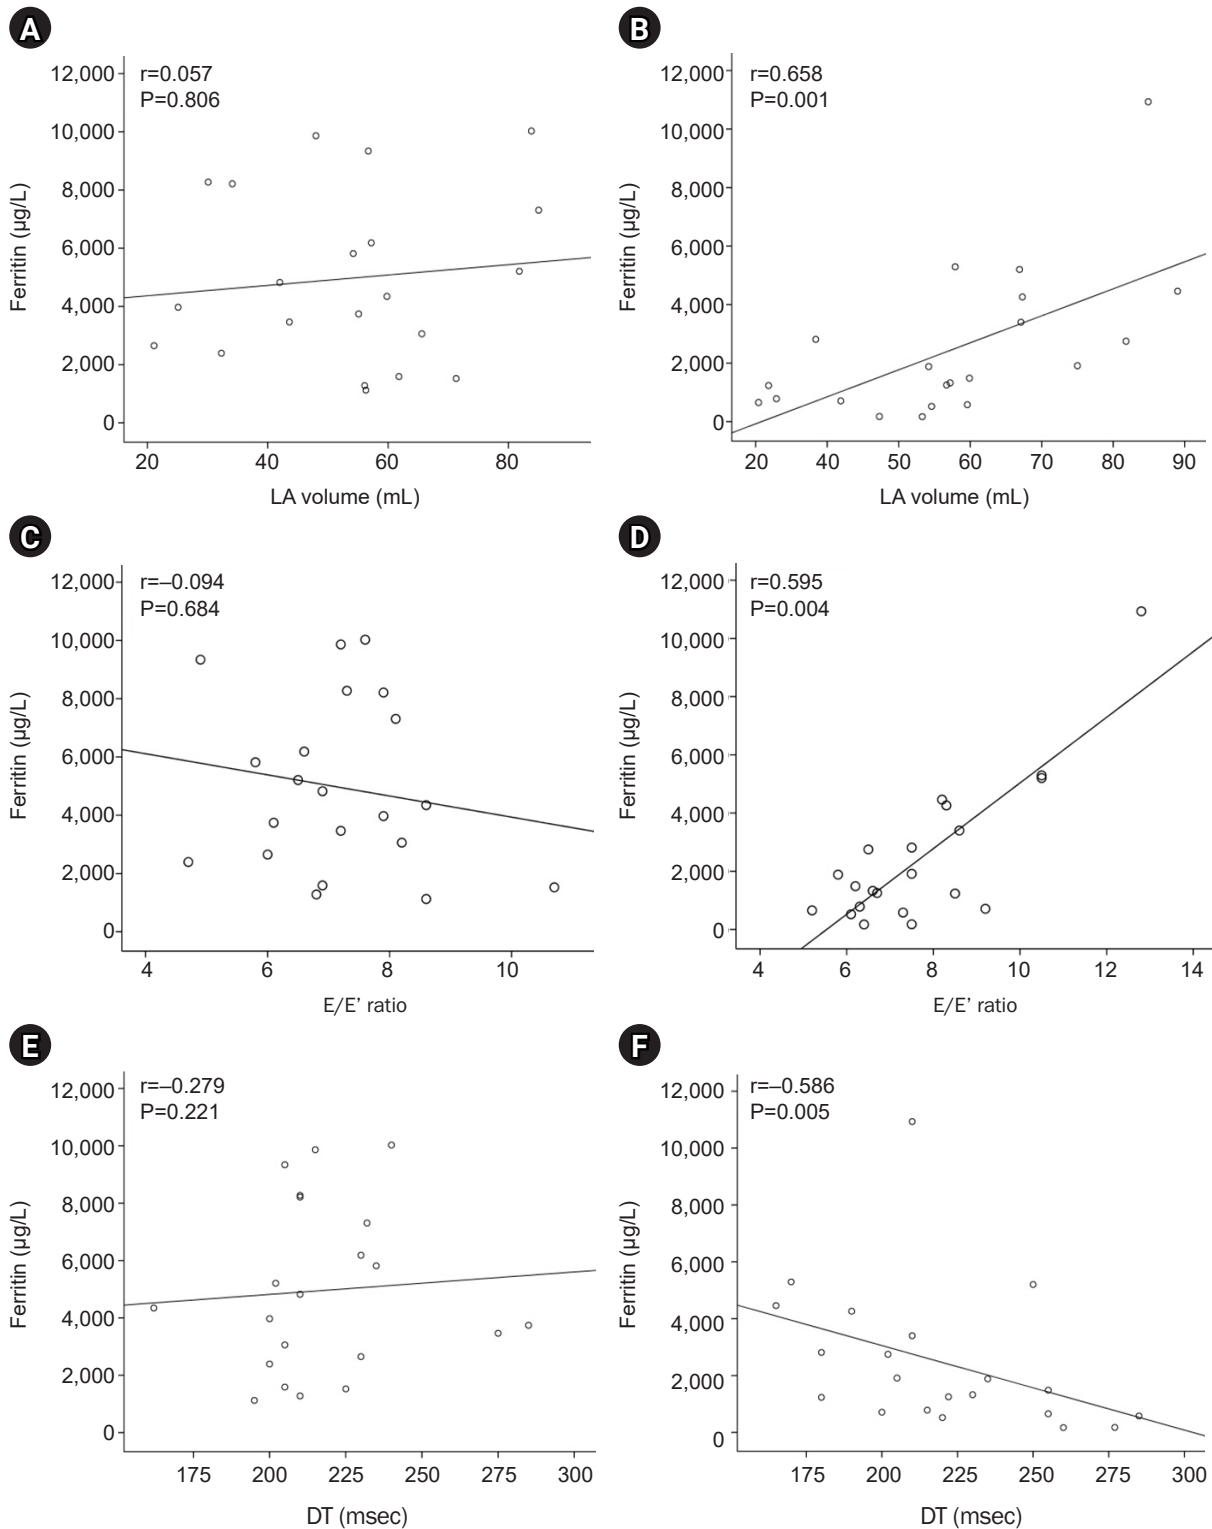 A
r=0.057
P=0.806
12,000
10,000
8,000
6,000
4,000
2,000
0
Ferritin (µg/L)
20 40 60 80
LA volume (mL)
B
r=0.658
P=0.001
12,000
10,000
8,000
6,000
4,000
2,000
0
Ferritin (µg/L)
20 40 50 60 70 80 90
LA volume (mL)
C
r=–0.094
P=0.684
12,000
10,000
8,000
6,000
4,000
2,000
0
Ferritin (µg/L)
4 6 8 10
E/E’ ratio
D
r=0.595
P=0.004
12,000
10,000
8,000
6,000
4,000
2,000
0
Ferritin (µg/L)
4 6 8 10 12 14
E/E’ ratio
E
r=–0.279
P=0.221
12,000
10,000
8,000
6,000
4,000
2,000
0
Ferritin (µg/L)
175 200 225 250 275 300
DT (msec)
F
r=–0.586
P=0.005
12,000
10,000
8,000
6,000
4,000
2,000
0
Ferritin (µg/L)
175 200 225 250 275 300
DT (msec)